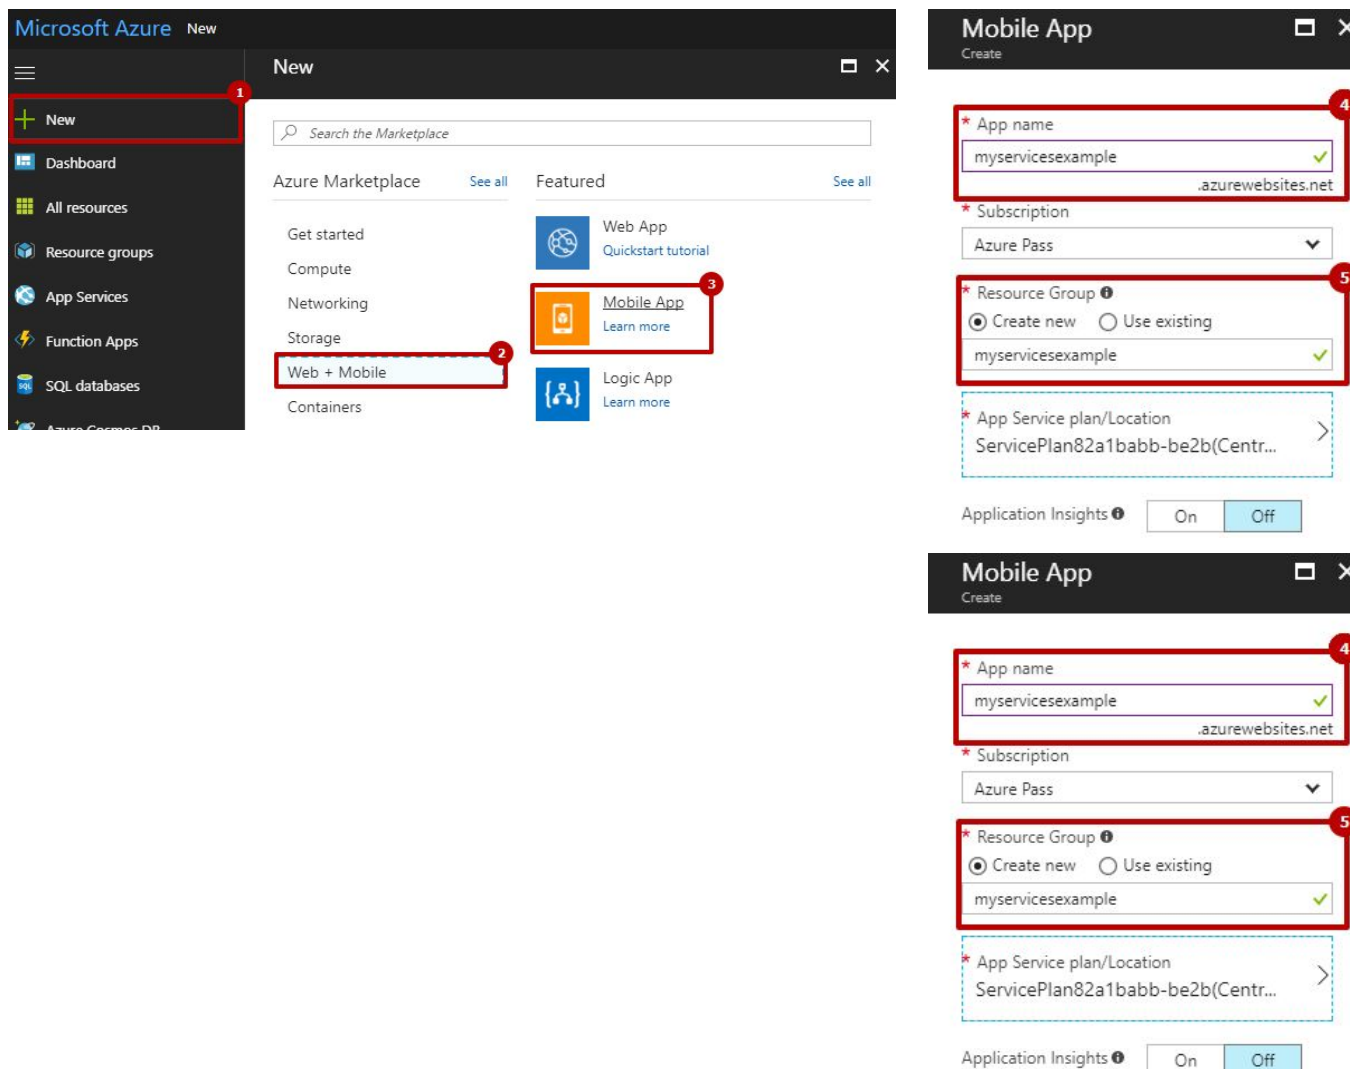 Microsoft Azure New
New
1
New
Search the Marketplace
Dashboard
All resources
Resource groups
App Services
Function Apps
SQL databases
Azure Cosmos DB
Azure Marketplace See all
Get started
Compute
Networking
Storage
2
Web + Mobile
Containers
Featured See all
Web App
Quickstart tutorial
3
Mobile App
Learn more
Logic App
Learn more
Mobile App
Create
4
* App name
myservicesexample
.azurewebsites.net
* Subscription
Azure Pass
5
* Resource Group
Create new Use existing
myservicesexample
* App Service plan/Location
ServicePlan82a1babb-be2b(Centr...
Application Insights On Off
Mobile App
Create
4
* App name
myservicesexample
.azurewebsites.net
* Subscription
Azure Pass
5
* Resource Group
Create new Use existing
myservicesexample
* App Service plan/Location
ServicePlan82a1babb-be2b(Centr...
Application Insights On Off